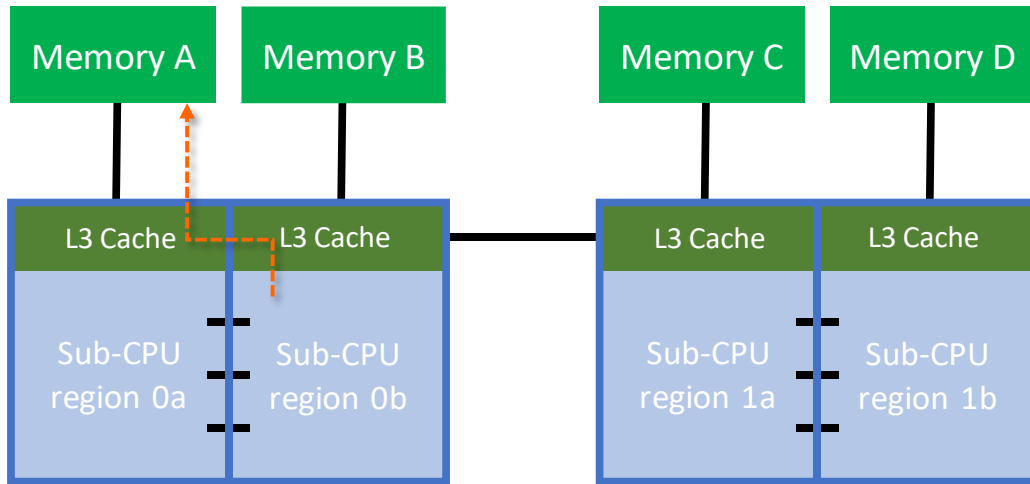 Memory A
Memory B
Memory C
Memory D
L3 Cache
L3 Cache
L3 Cache
L3 Cache
Sub-CPU
region 0a
Sub-CPU
region 0b
Sub-CPU
region 1a
Sub-CPU
region 1b